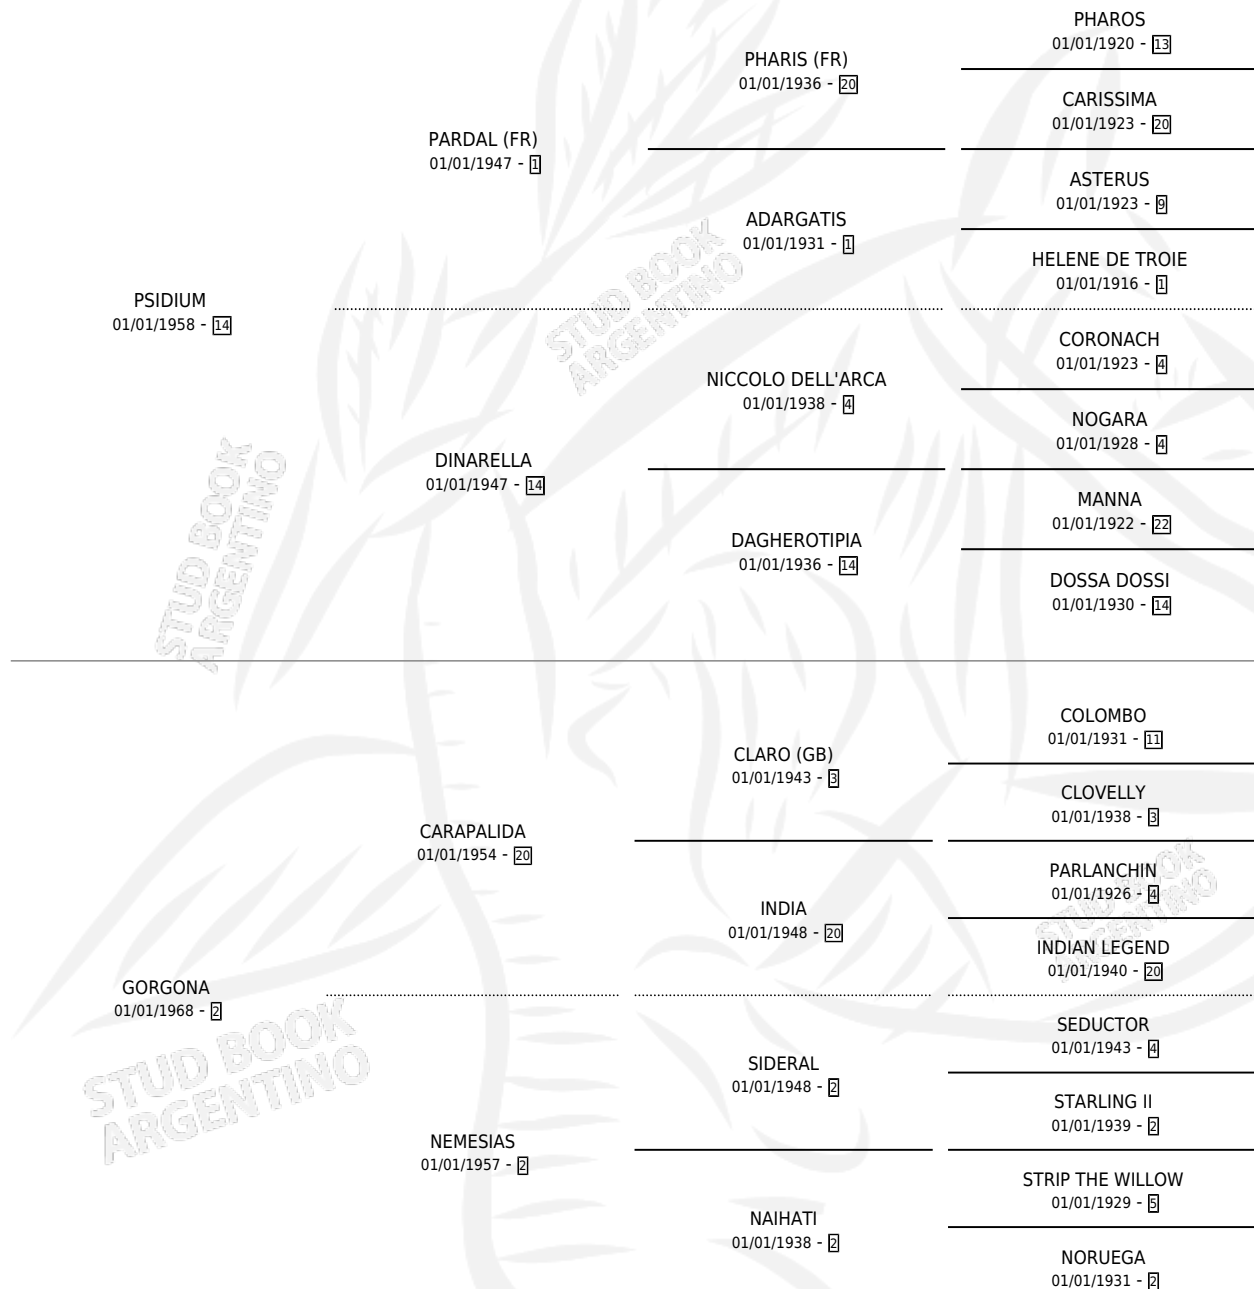 PHAROS
01/01/1920 - 13
PHARIS (FR)
01/01/1936 - 20
CARISSIMA
01/01/1923 - 20
PARDAL (FR)
01/01/1947 - 1
ASTERUS
01/01/1923 - 9
ADARGATIS
01/01/1931 - 1
HELENE DE TROIE
01/01/1916 - 1
PSIDIUM
01/01/1958 - 14
CORONACH
01/01/1923 - 4
NICCOLO DELL'ARCA
01/01/1938 - 4
NOGARA
01/01/1928 - 4
DINARELLA
01/01/1947 - 14
MANNA
01/01/1922 - 22
DAGHEROTIPIA
01/01/1936 - 14
DOSSA DOSSI
01/01/1930 - 14
COLOMBO
01/01/1931 - 11
CLARO (GB)
01/01/1943 - 3
CLOVELLY
01/01/1938 - 3
CARAPALIDA
01/01/1954 - 20
PARLANCHIN
01/01/1926 - 4
INDIA
01/01/1948 - 20
INDIAN LEGEND
01/01/1940 - 20
GORGONA
01/01/1968 - 2
SEDUCTOR
01/01/1943 - 4
SIDERAL
01/01/1948 - 2
STARLING II
01/01/1939 - 2
NEMESIAS
01/01/1957 - 2
STRIP THE WILLOW
01/01/1929 - 5
NAIHATI
01/01/1938 - 2
NORUEGA
01/01/1931 - 2
STUD BOOK
ARGENTINO
STUD BOOK
ARGENTINO
STUD BOOK
ARGENTINO
STUD BOOK
ARGENTINO